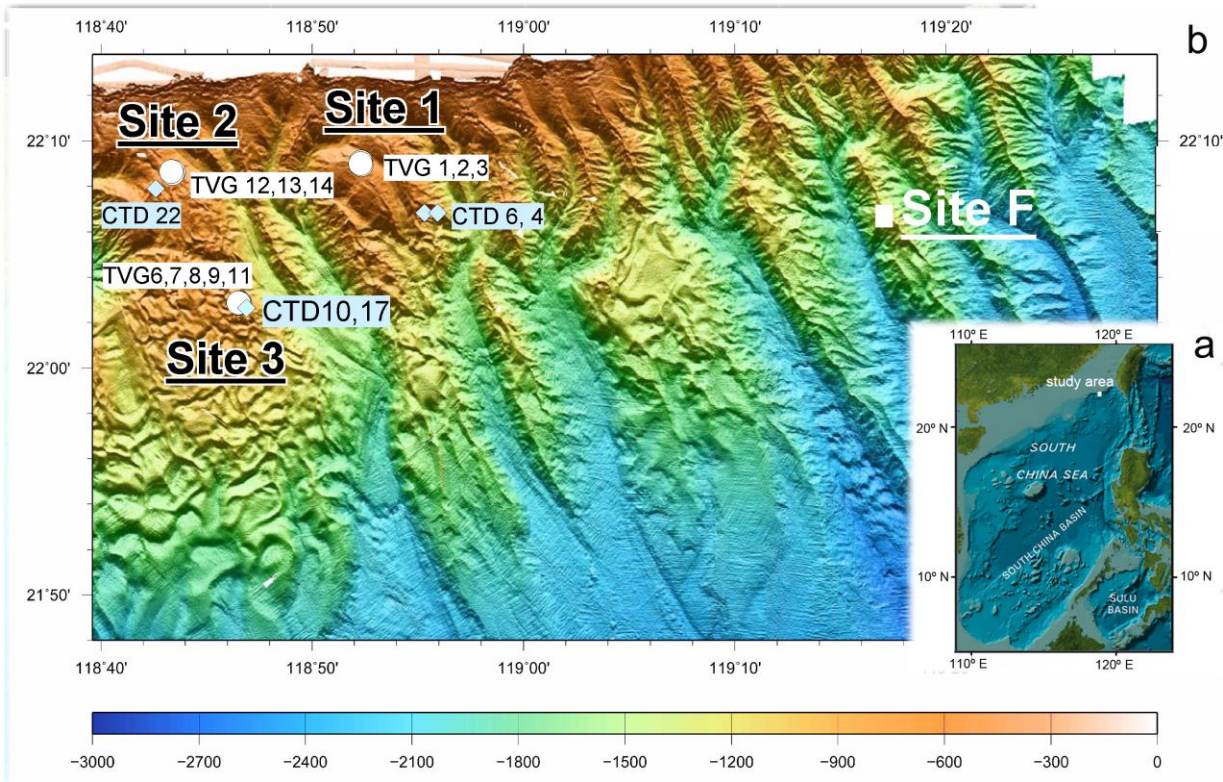 118˚40'
118˚50'
119˚00'
119˚10'
119˚20'
b
Site 2
Site 1
22˚10'
22˚10'
TVG 1,2,3
TVG 12,13,14
CTD 22
CTD 6, 4
Site F
TVG6,7,8,9,11
CTD10,17
Site 3
22˚00'
21˚50'
110˚E
120˚E
a
study area
20˚ N
20˚ N
SOUTH
CHINA SEA
SOUTH CHINA BASIN
10˚ N
10˚ N
SULU
BASIN
110˚E
120˚E
118˚40'
118˚50'
119˚00'
119˚10'
−3000
−2700
−2400
−2100
−1800
−1500
−1200
−900
−600
−300
0